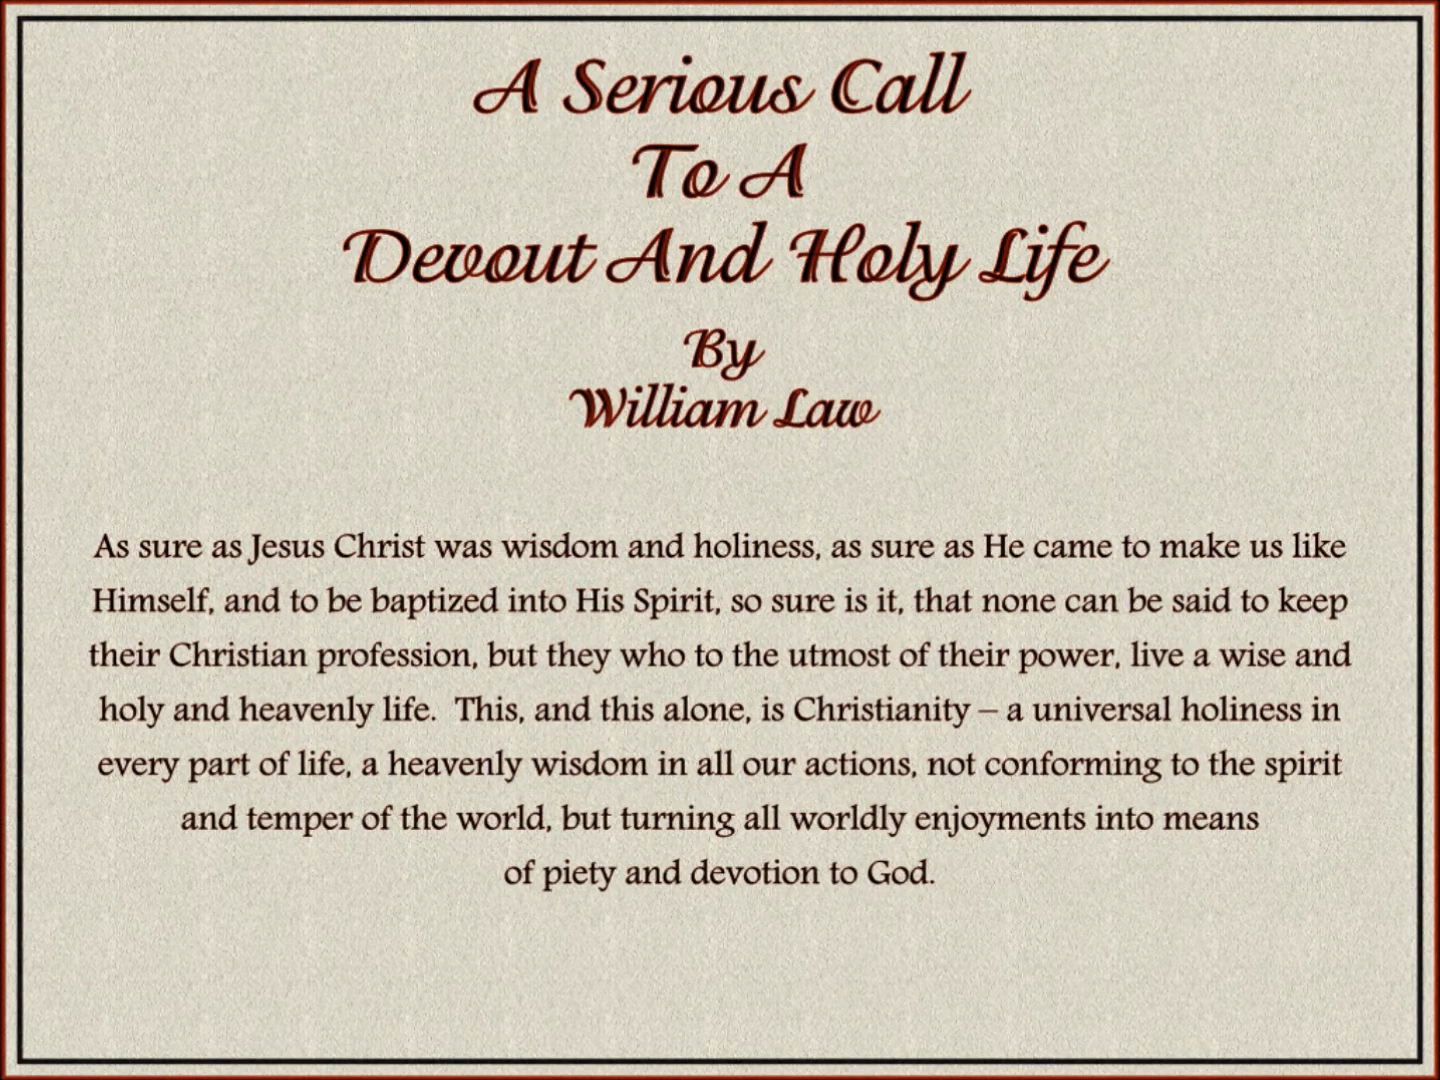 A Serious Call
To A
Devout And Holy Life
By
William Law
As sure as Jesus Christ was wisdom and holiness, as sure as He came to make us like
Himself, and to be baptized into His Spirit, so sure is it, that none can be said to keep
their Christian profession, but they who to the utmost of their power, live a wise and
holy and heavenly life.  This, and this alone, is Christianity – a universal holiness in
every part of life, a heavenly wisdom in all our actions, not conforming to the spirit
and temper of the world, but turning all worldly enjoyments into means
of piety and devotion to God.